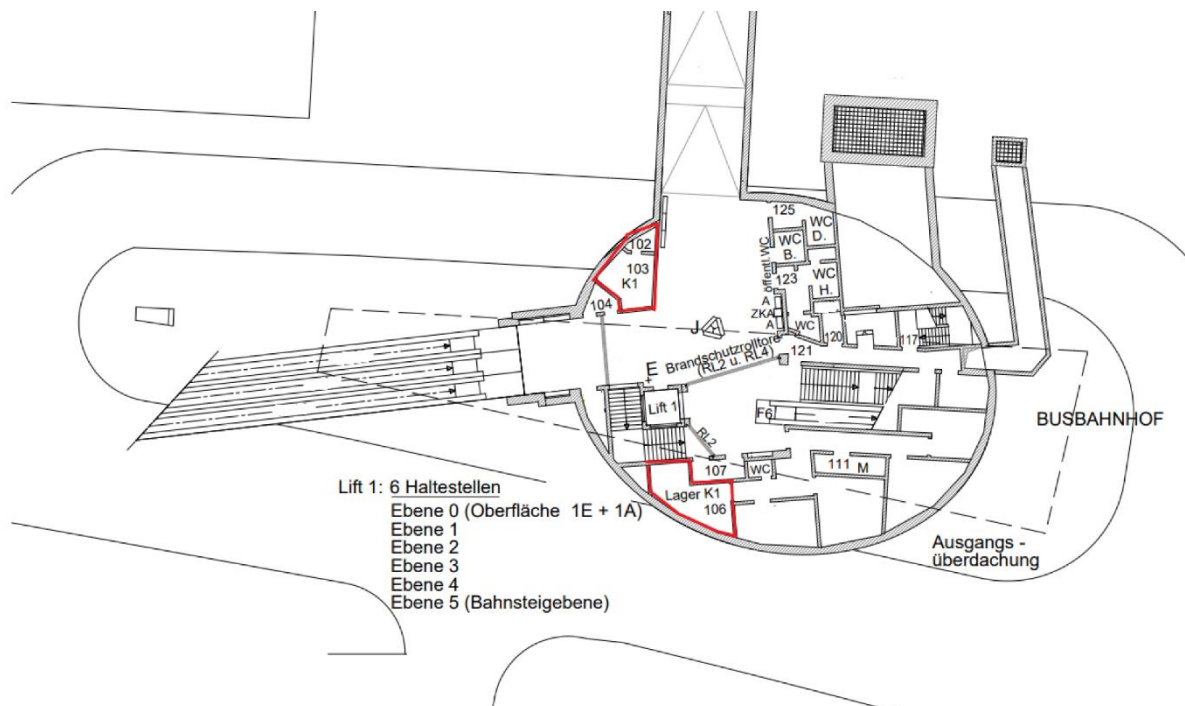 125
WC
D.
WC
B.
öffentl. WC
102
103
K1
123
WC
H.
104
A
ZKA
A
WC
120
117
J
121
Brandschutzrolltore
(RL2 u. RL4)
E
+
Lift 1
F6
BUSBAHNHOF
RL2
107
WC
111 M
Lager K1
106
Lift 1: 6 Haltestellen
Ebene 0 (Oberfläche 1E + 1A)
Ebene 1
Ebene 2
Ebene 3
Ebene 4
Ebene 5 (Bahnsteigebene)
Ausgangs -
überdachung